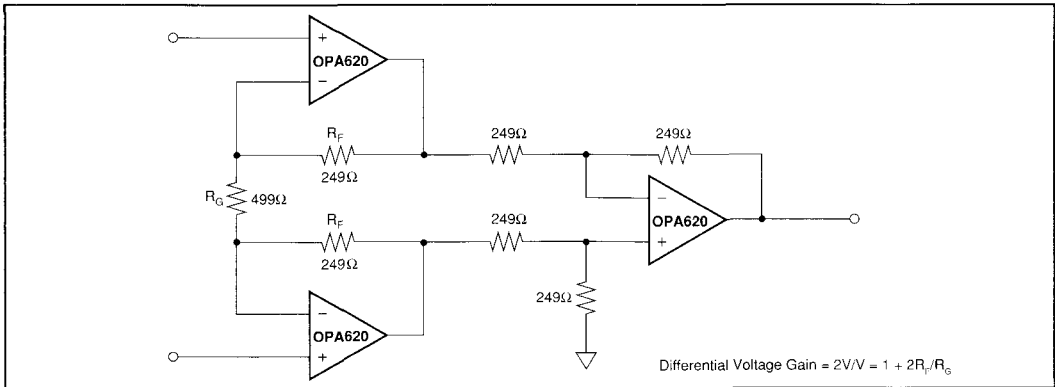 +
OPA620
−
R_F
249Ω
249Ω
249Ω
R_G 499Ω
−
OPA620
+
R_F
249Ω
249Ω
249Ω
−
OPA620
+
Differential Voltage Gain = 2V/V = 1 + 2R_F/R_G